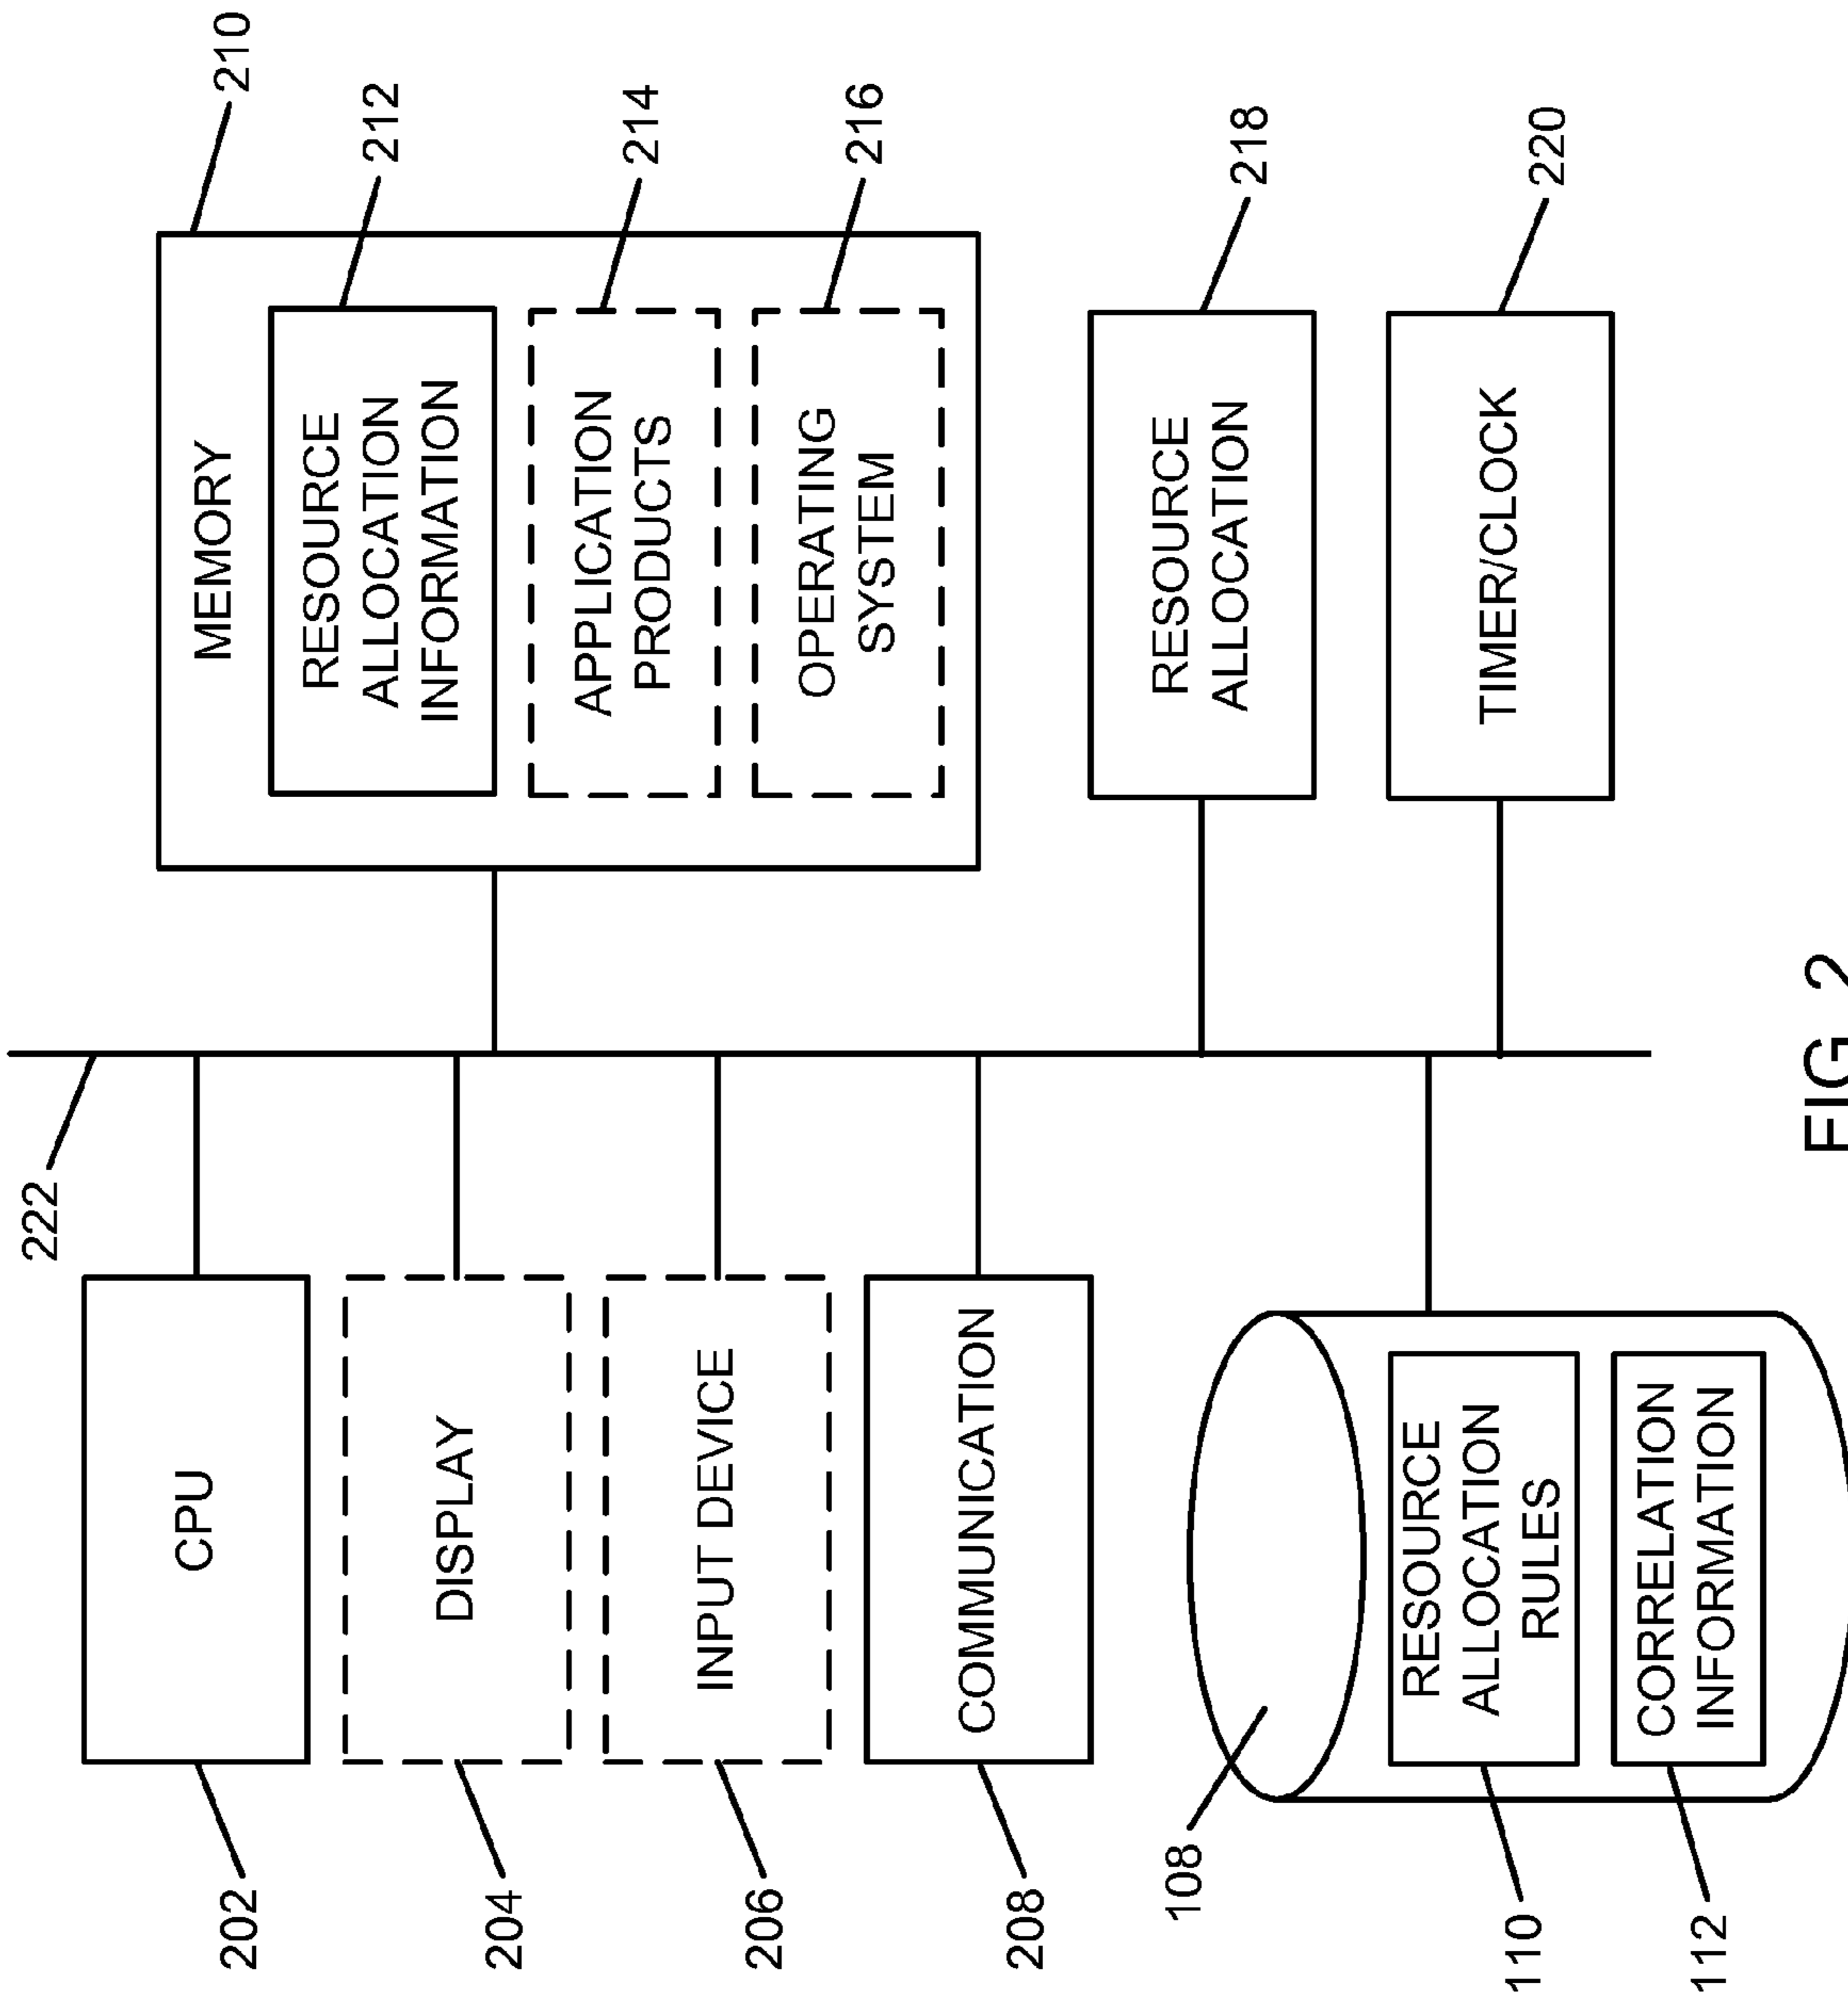 222
202
CPU
204
DISPLAY
206
INPUT DEVICE
208
COMMUNICATION
108
110
RESOURCE
ALLOCATION
RULES
112
CORRELATION
INFORMATION
210
MEMORY
212
RESOURCE
ALLOCATION
INFORMATION
214
APPLICATION
PRODUCTS
216
OPERATING
SYSTEM
218
RESOURCE
ALLOCATION
220
TIMER/CLOCK
FIG. 2